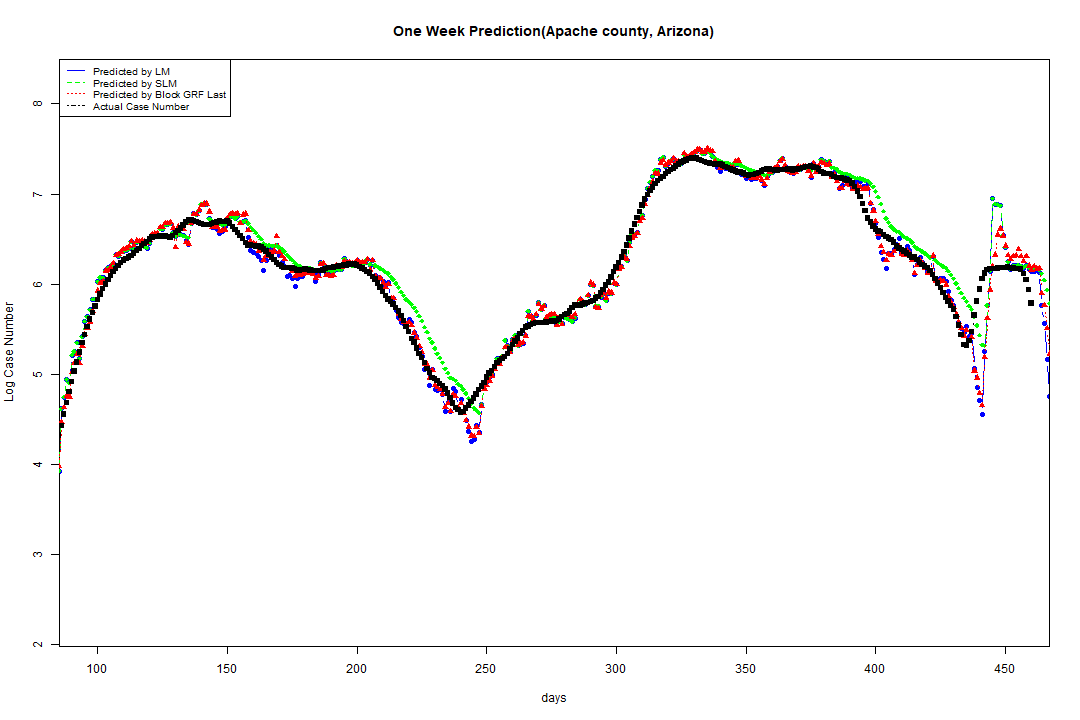 One Week Prediction(Apache county, Arizona)
Predicted by LM
Predicted by SLM
Predicted by Block GRF Last
Actual Case Number
8
7
6
5
4
3
2
Log Case Number
100 150 200 250 300 350 400 450
days